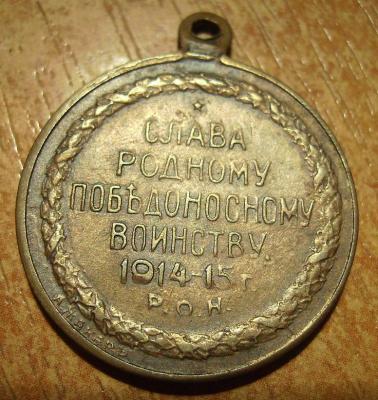 СЛАВА
РОДНОМУ
ПОБѢДОНОСНОМУ
ВОИНСТВУ
1914-15 г.
Р. О. Н.